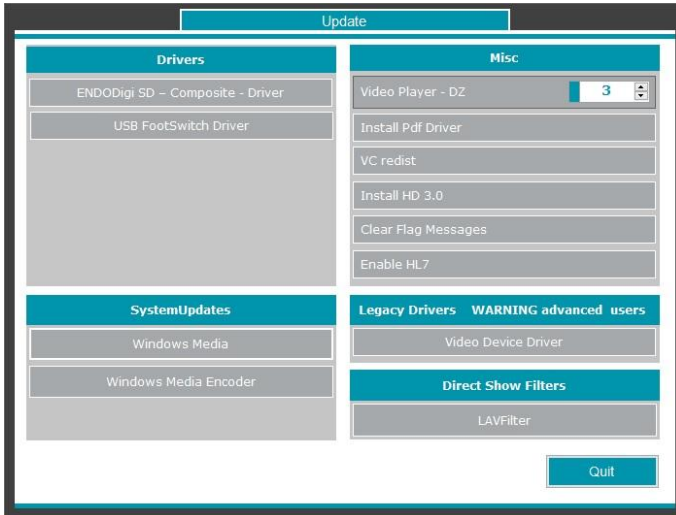 Update
Drivers
ENDODigi SD – Composite - Driver
USB FootSwitch Driver
Misc
Video Player - DZ 3
Install Pdf Driver
VC redist
Install HD 3.0
Clear Flag Messages
Enable HL7
SystemUpdates
Windows Media
Windows Media Encoder
Legacy Drivers WARNING advanced users
Video Device Driver
Direct Show Filters
LAVFilter
Quit